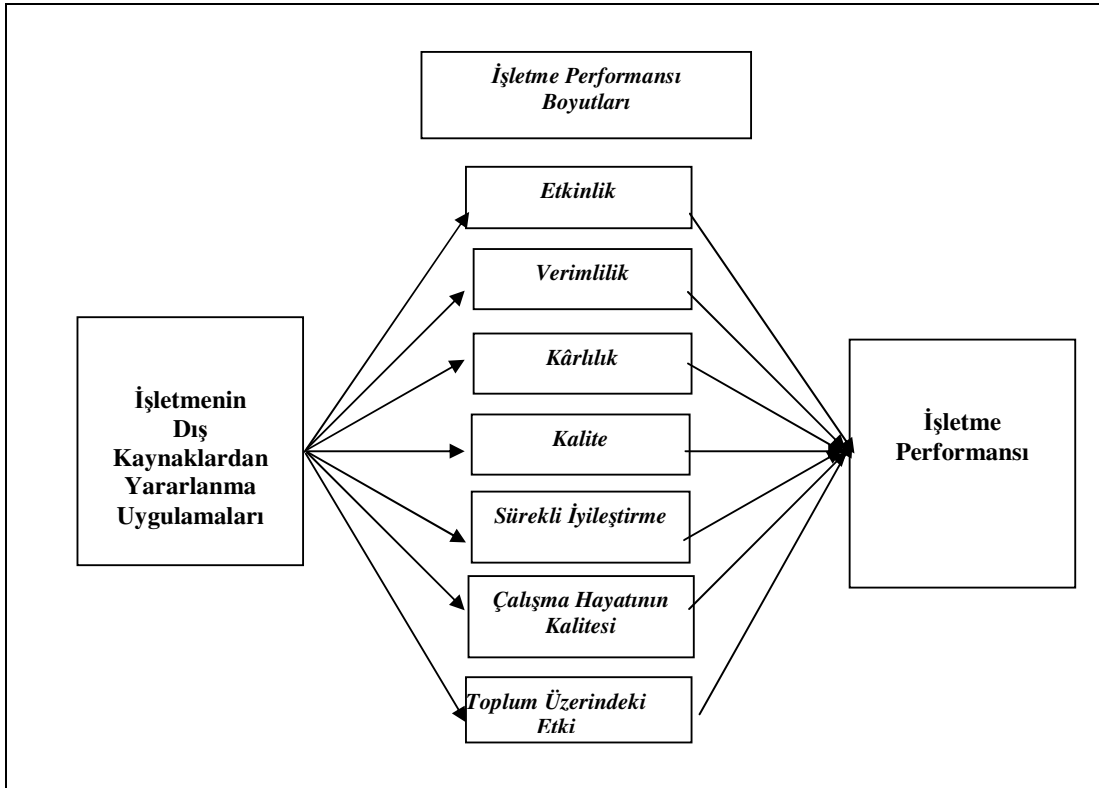 İşletme Performansı
Boyutları
Etkinlik
Verimlilik
Kârlılık
Kalite
Sürekli İyileştirme
Çalışma Hayatının
Kalitesi
Toplum Üzerindeki
Etki
İşletmenin
Dış
Kaynaklardan
Yararlanma
Uygulamaları
İşletme
Performansı